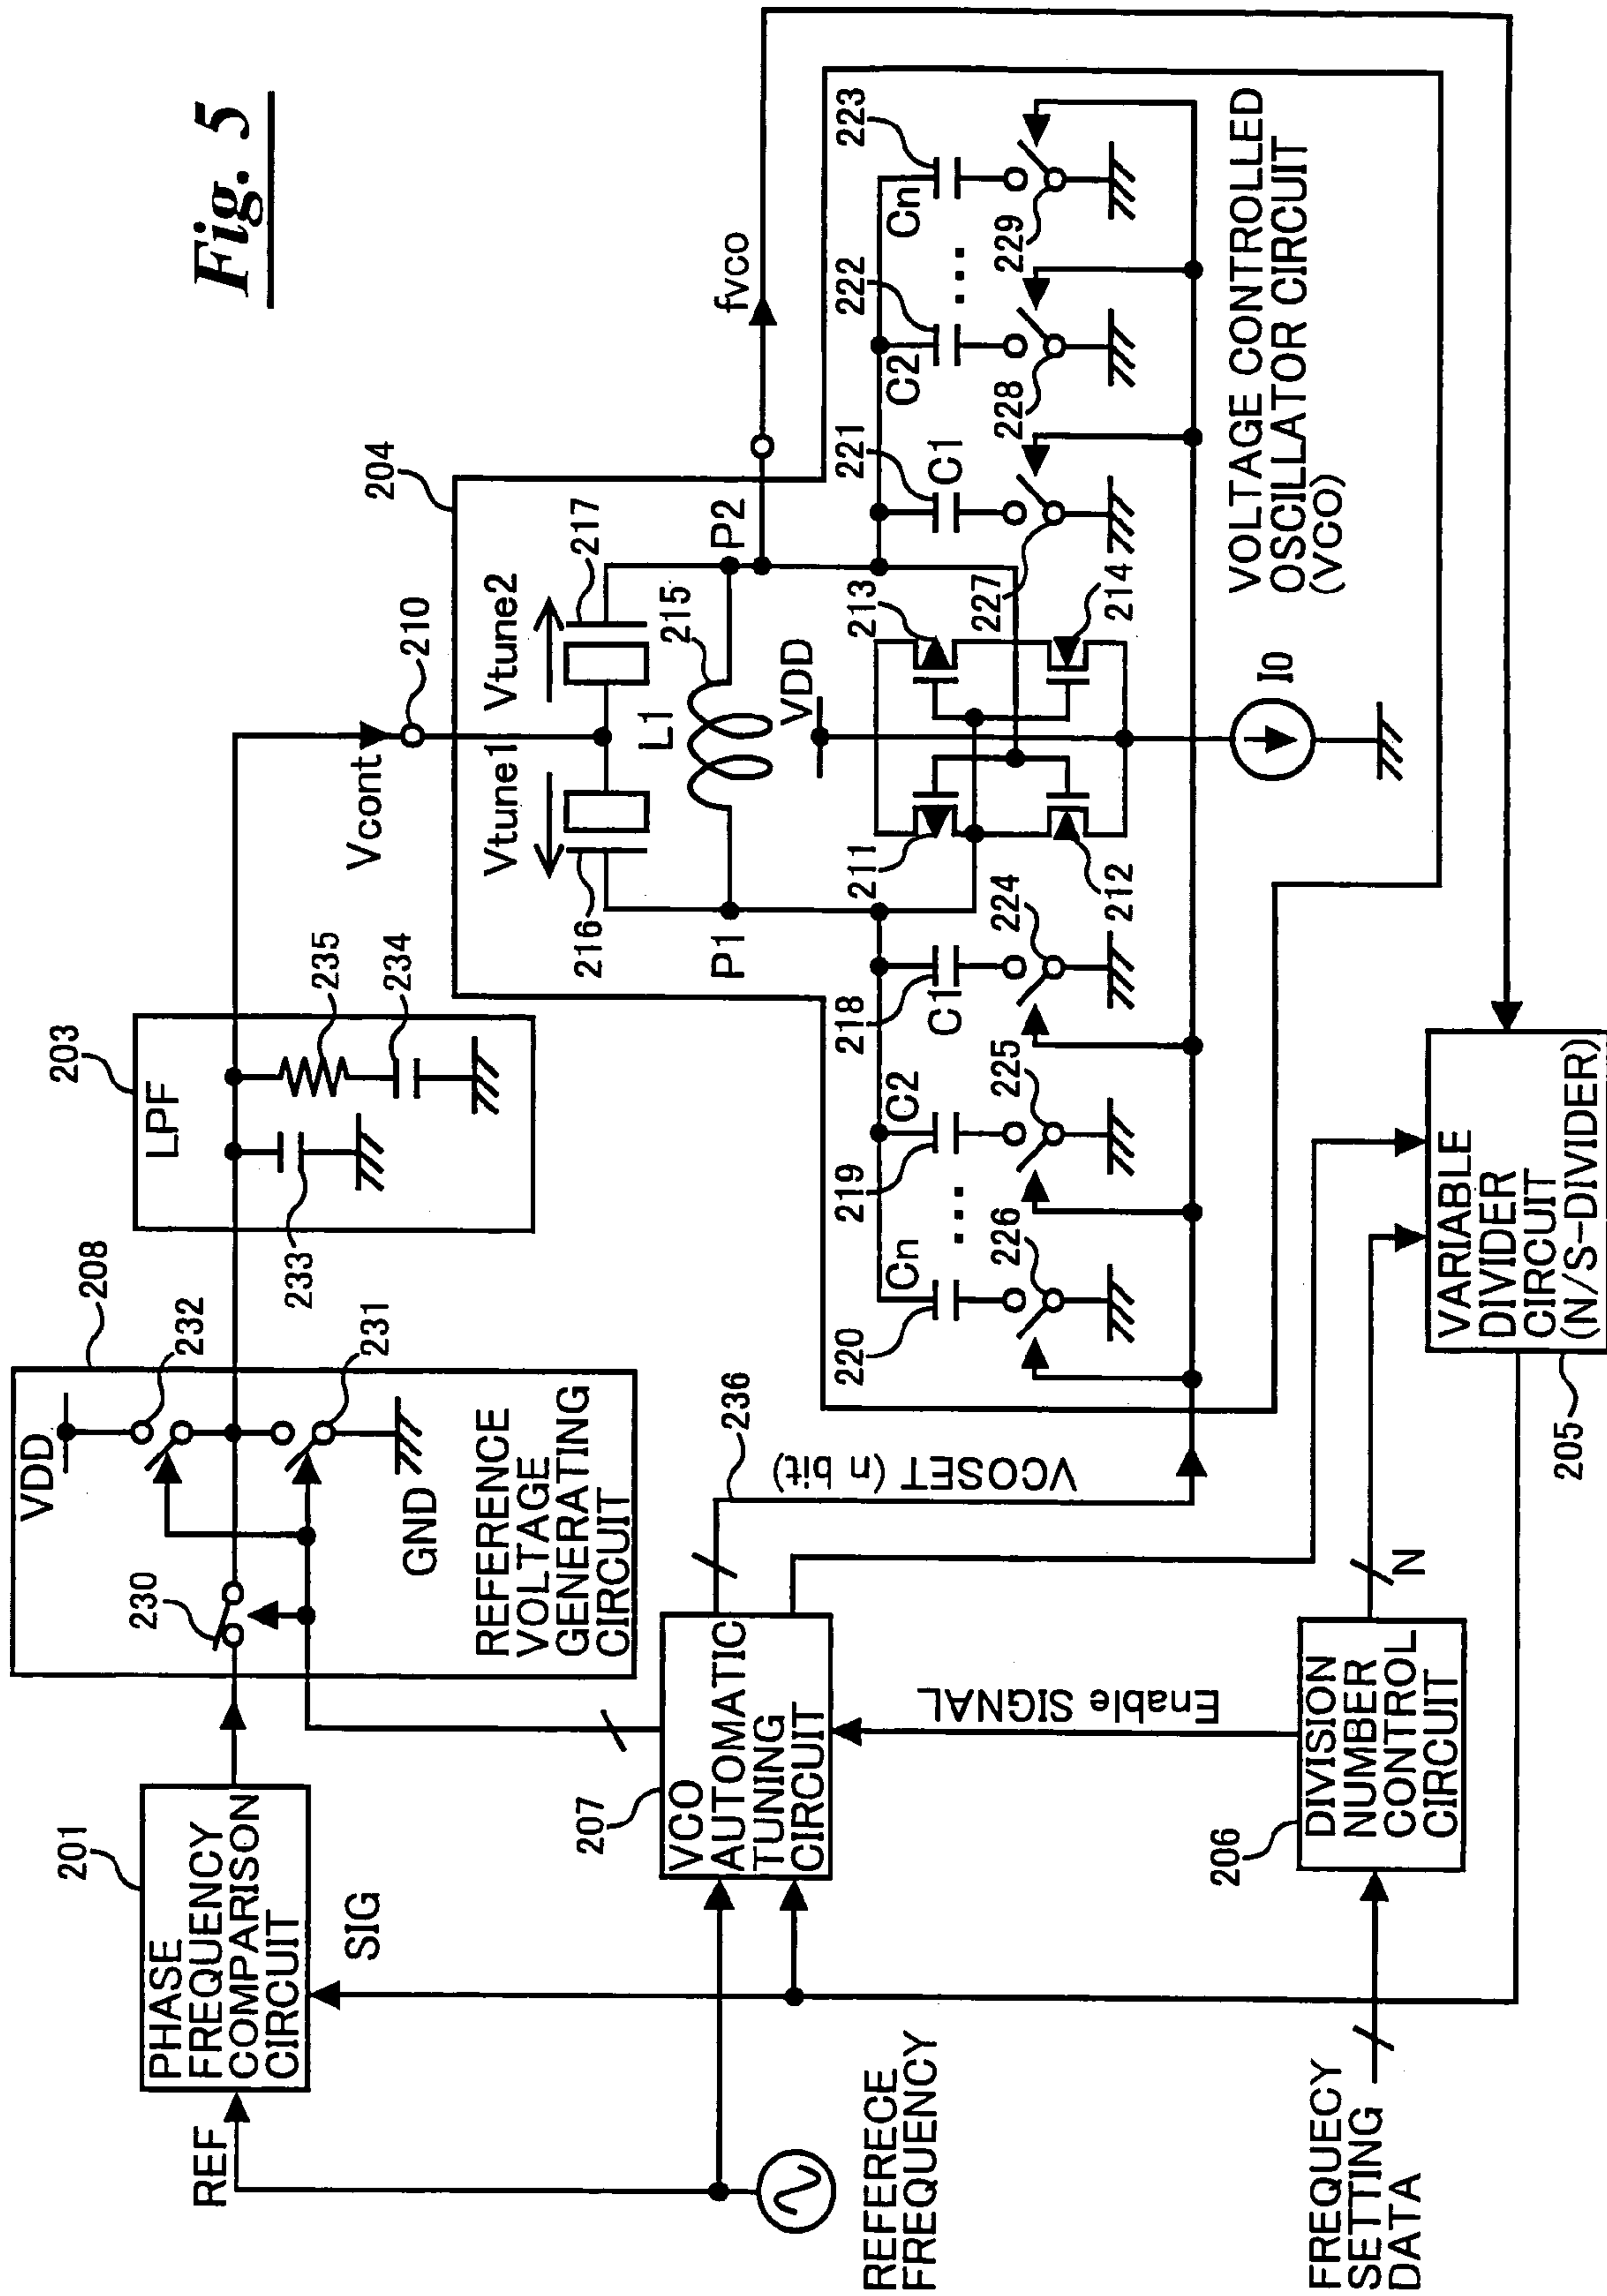 Fig. 5
VDD
232
208
203
LPF
235
234
233
230
231
GND
REFERENCE
VOLTAGE
GENERATING
CIRCUIT
201
PHASE
FREQUENCY
COMPARISON
CIRCUIT
REF
SIG
Vcont
210
204
Vtune1
Vtune2
216
217
L1
215
P1
P2
VDD
fvco
220
Cn
219
C2
218
C1
...
226
225
224
211
213
212
214
221
C1
222
C2
223
Cn
...
227
228
229
I0
VOLTAGE CONTROLLED
OSCILLATOR CIRCUIT
(VCO)
236
VCOSET (n bit)
207
VCO
AUTOMATIC
TUNING
CIRCUIT
Enable SIGNAL
206
DIVISION
NUMBER
CONTROL
CIRCUIT
N
VARIABLE
DIVIDER
CIRCUIT
(N/S-DIVIDER)
205
REFERECE
FREQUENCY
FREQUECY
SETTING
DATA